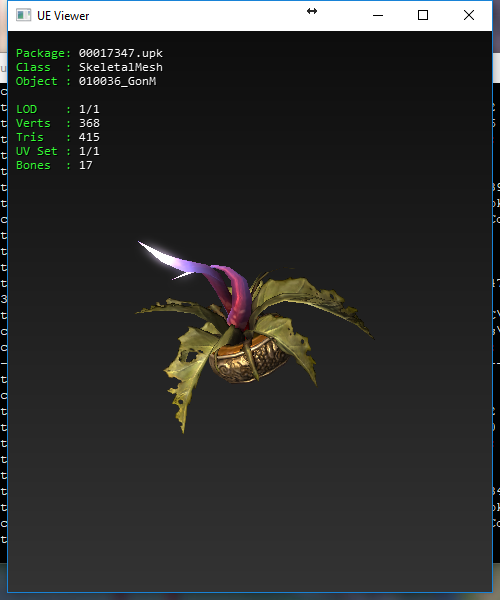 UE Viewer
Package: 00017347.upk
Class : SkeletalMesh
Object : 010036_GonM
LOD : 1/1
Verts : 368
Tris : 415
UV Set : 1/1
Bones : 17